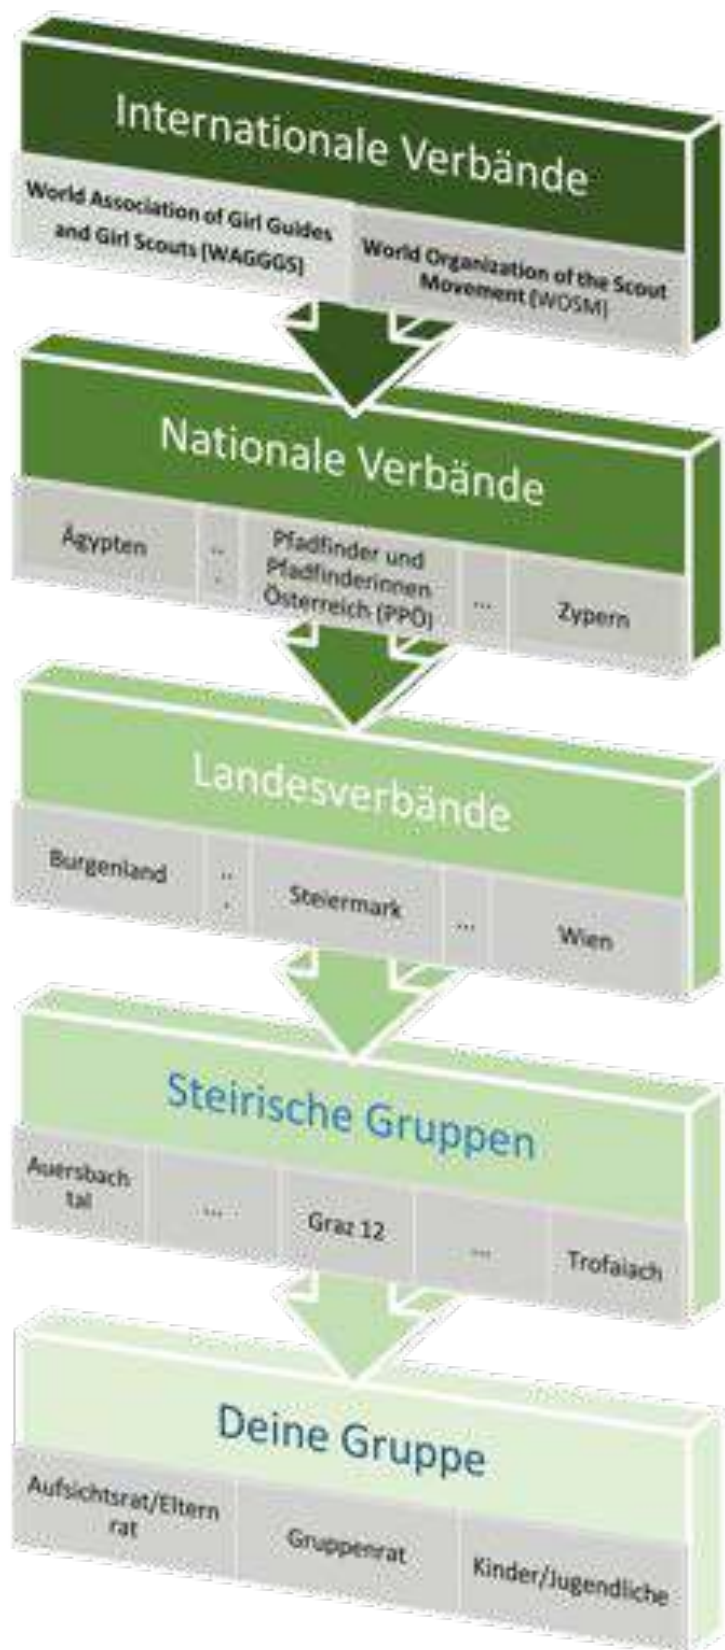 Internationale Verbände
World Association of Girl Guides
and Girl Scouts (WAGGGS)
World Organization of the Scout
Movement (WOSM)
Nationale Verbände
Ägypten
..
.
Pfadfinder und
Pfadfinderinnen
Österreich (PPÖ)
...
Zypern
Landesverbände
Burgenland
..
.
Steiermark
...
Wien
Steirische Gruppen
Auersbach
tal
...
Graz 12
...
Trofaiach
Deine Gruppe
Aufsichtsrat/Eltern
rat
Gruppenrat
Kinder/Jugendliche